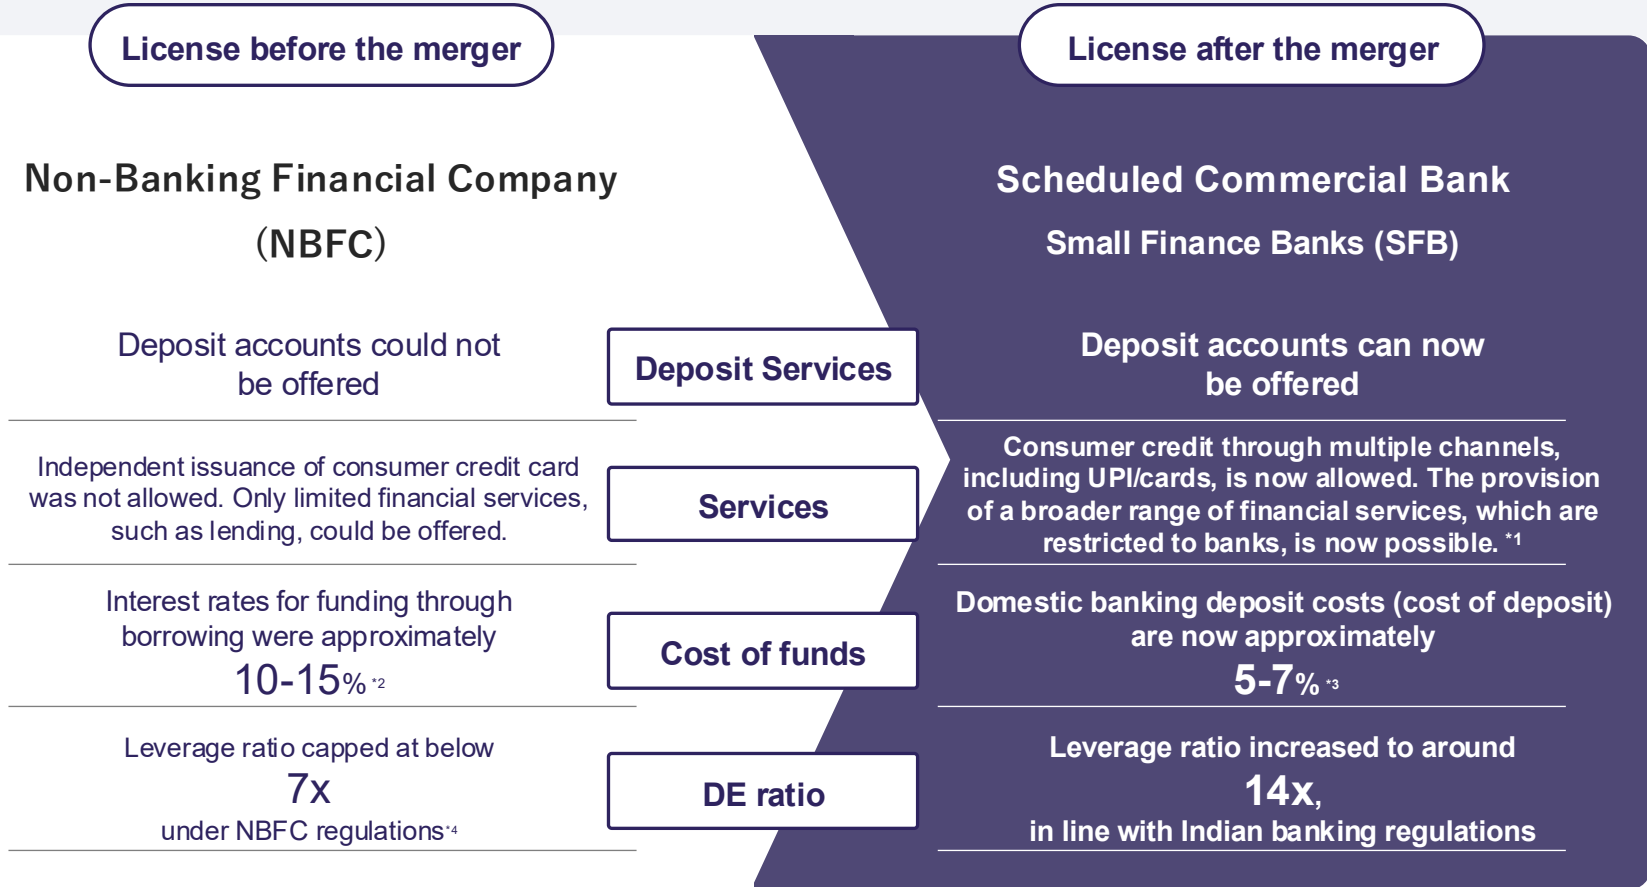 License before the merger
License after the merger
Non-Banking Financial Company
(NBFC)
Scheduled Commercial Bank
Small Finance Banks (SFB)
Deposit accounts could not
be offered
Deposit Services
Deposit accounts can now
be offered
Independent issuance of consumer credit card
was not allowed. Only limited financial services,
such as lending, could be offered.
Services
Consumer credit through multiple channels,
including UPI/cards, is now allowed. The provision
of a broader range of financial services, which are
restricted to banks, is now possible. *1
Interest rates for funding through
borrowing were approximately
10-15% *2
Cost of funds
Domestic banking deposit costs (cost of deposit)
are now approximately
5-7% *3
Leverage ratio capped at below
7x
under NBFC regulations*4
DE ratio
Leverage ratio increased to around
14x,
in line with Indian banking regulations